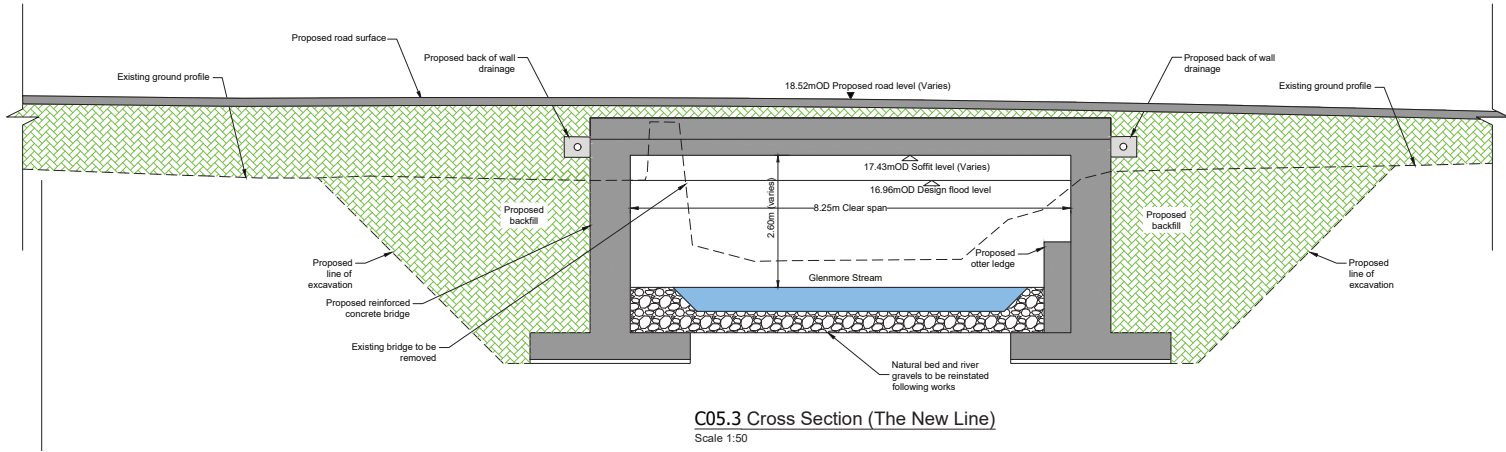 Proposed road surface
Proposed back of wall
drainage
Existing ground profile
18.52mOD Proposed road level (Varies)
Proposed back of wall
drainage
Existing ground profile
17.43mOD Soffit level (Varies)
16.96mOD Design flood level
8.25m Clear span
2.60m (varies)
Proposed
backfill
Proposed
backfill
Proposed
line of
excavation
Proposed
otter ledge
Glenmore Stream
Proposed
line of
excavation
Proposed reinforced
concrete bridge
Existing bridge to be
removed
Natural bed and river
gravels to be reinstated
following works
C05.3 Cross Section (The New Line)
Scale 1:50